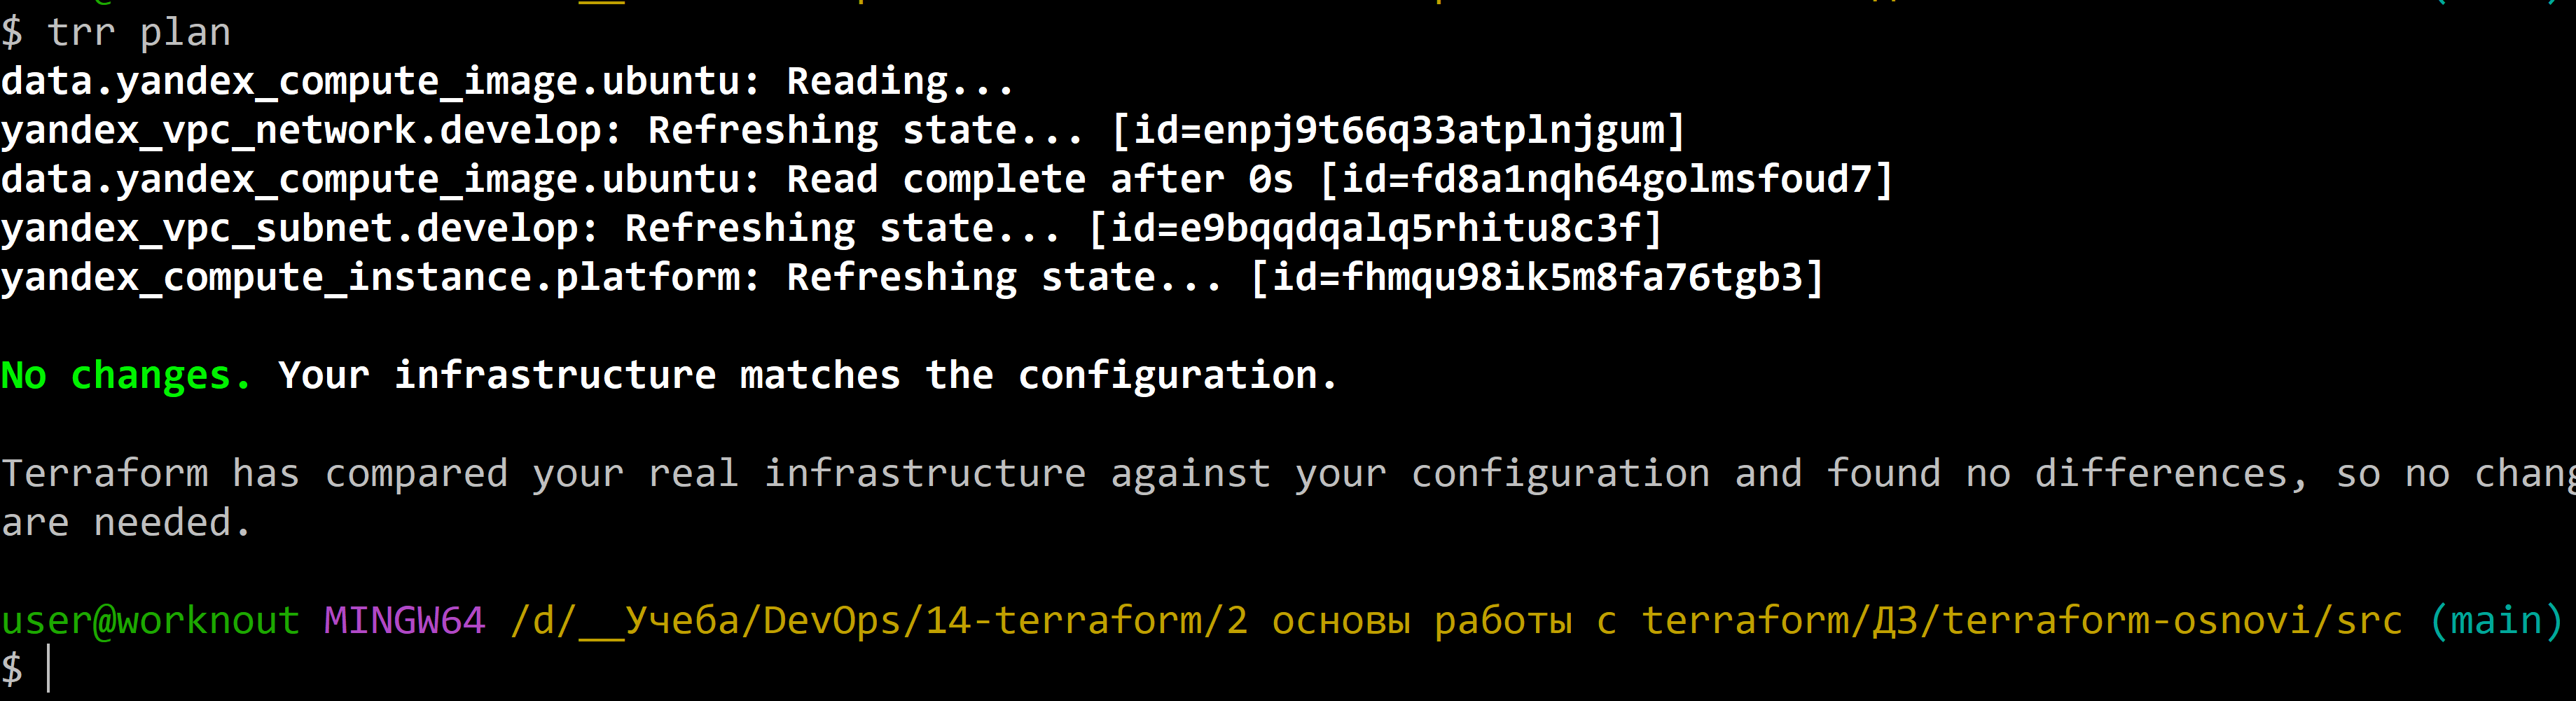 $ trr plan
data.yandex_compute_image.ubuntu: Reading...
yandex_vpc_network.develop: Refreshing state... [id=enpj9t66q33atplnjgum]
data.yandex_compute_image.ubuntu: Read complete after 0s [id=fd8a1nqh64golmsfoud7]
yandex_vpc_subnet.develop: Refreshing state... [id=e9bqqdqalq5rhitu8c3f]
yandex_compute_instance.platform: Refreshing state... [id=fhmqu98ik5m8fa76tgb3]
No changes. Your infrastructure matches the configuration.
Terraform has compared your real infrastructure against your configuration and found no differences, so no chang
are needed.
user@worknout MINGW64 /d/__Учеба/DevOps/14-terraform/2 основы работы с terraform/ДЗ/terraform-osnovi/src (main)
$